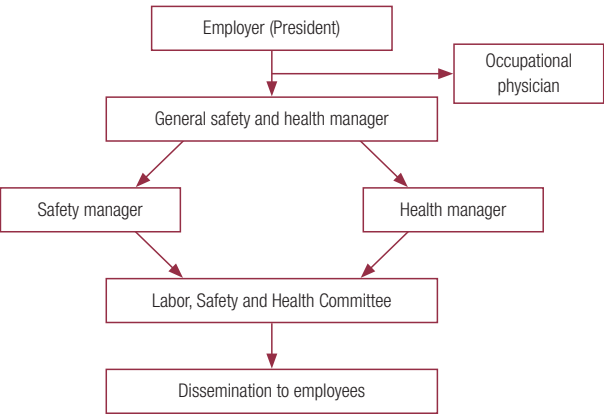 Employer (President)
Occupational
physician
General safety and health manager
Safety manager
Health manager
Labor, Safety and Health Committee
Dissemination to employees